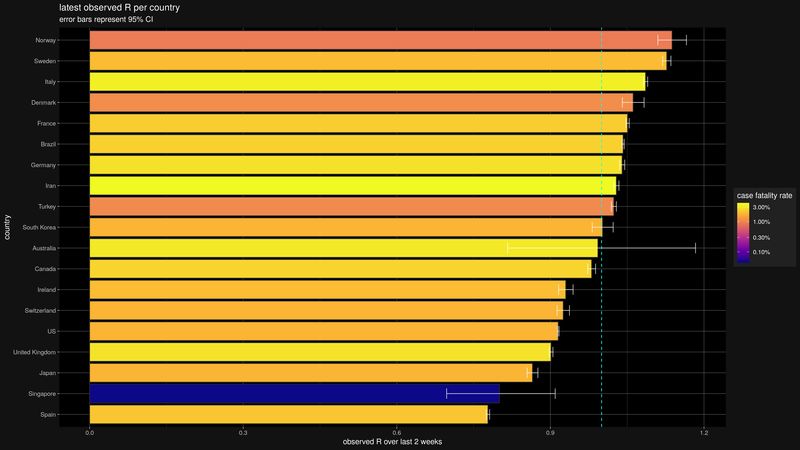 latest observed R per country
error bars represent 95% CI
country
Norway
Sweden
Italy
Denmark
France
Brazil
Germany
Iran
Turkey
South Korea
Australia
Canada
Ireland
Switzerland
US
United Kingdom
Japan
Singapore
Spain
0.0 0.3 0.6 0.9 1.2
observed R over last 2 weeks
case fatality rate
3.00%
1.00%
0.30%
0.10%